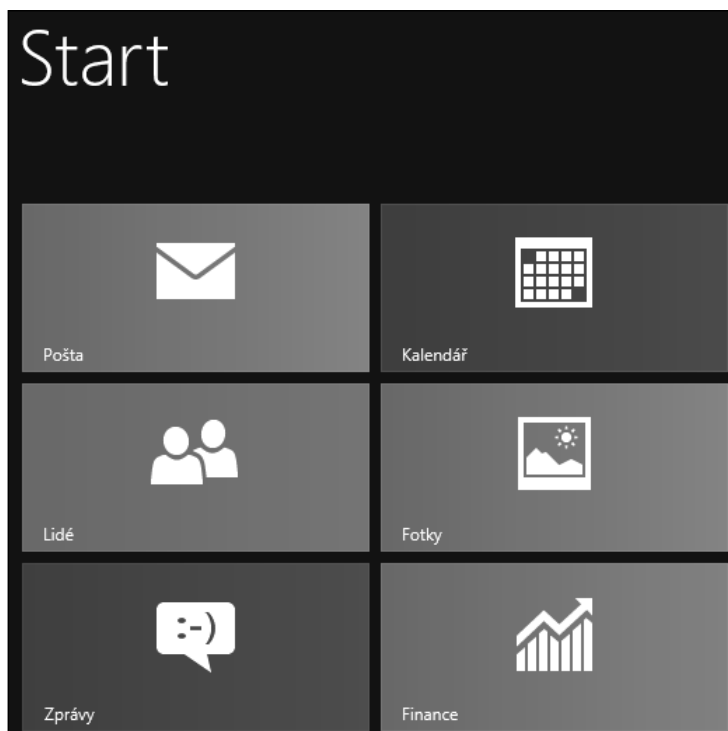 Start
Pošta
Kalendář
Lidé
Fotky
:-)
Zprávy
Finance